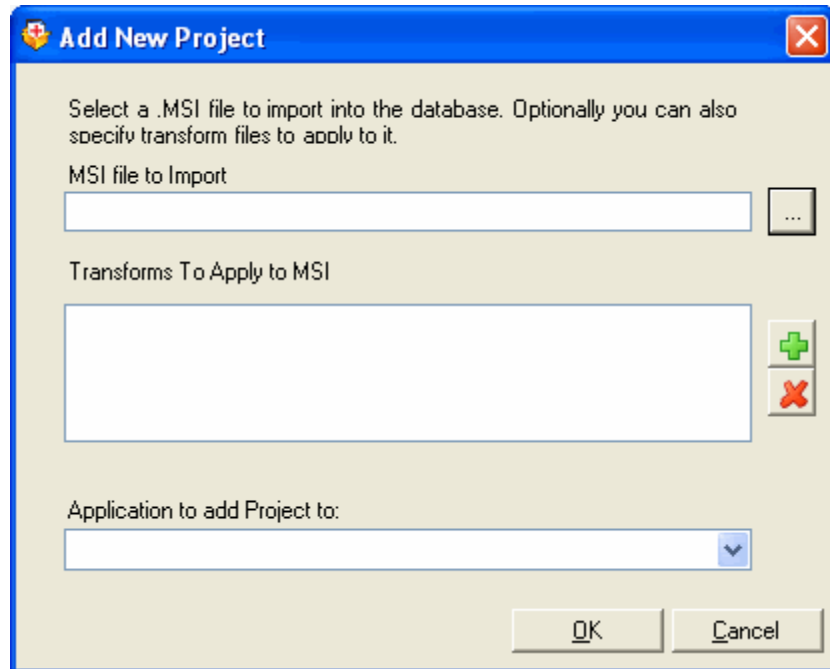 Add New Project
Select a .MSI file to import into the database. Optionally you can also
specify transform files to apply to it.
MSI file to Import
...
Transforms To Apply to MSI
Application to add Project to:
OK
Cancel